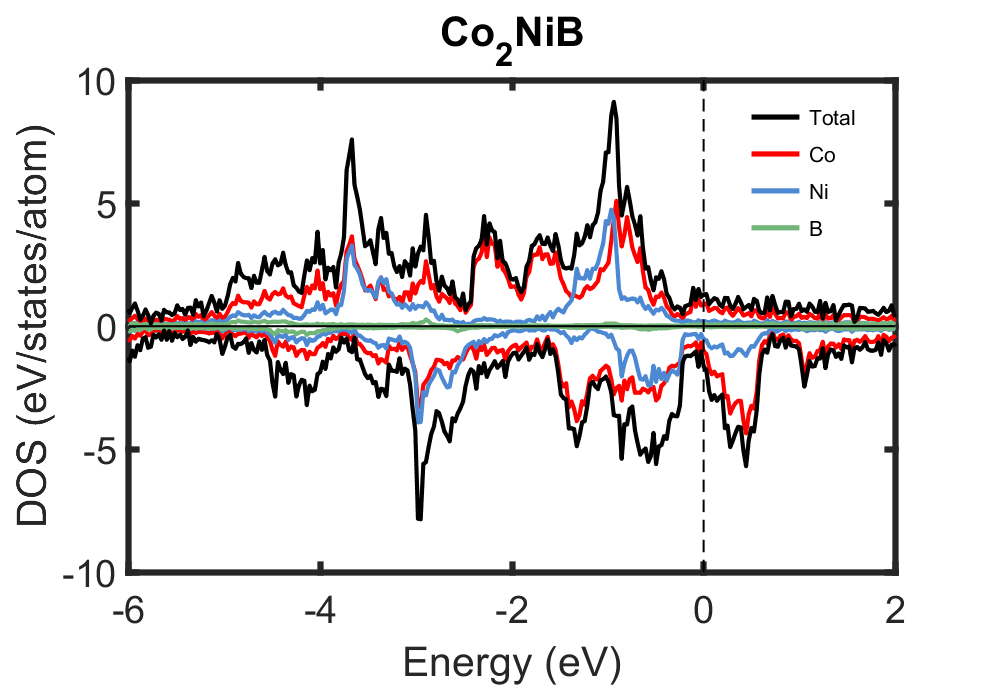 Co₂NiB
10
5
0
-5
-10
DOS (eV/states/atom)
Total
Co
Ni
B
-6 -4 -2 0 2
Energy (eV)